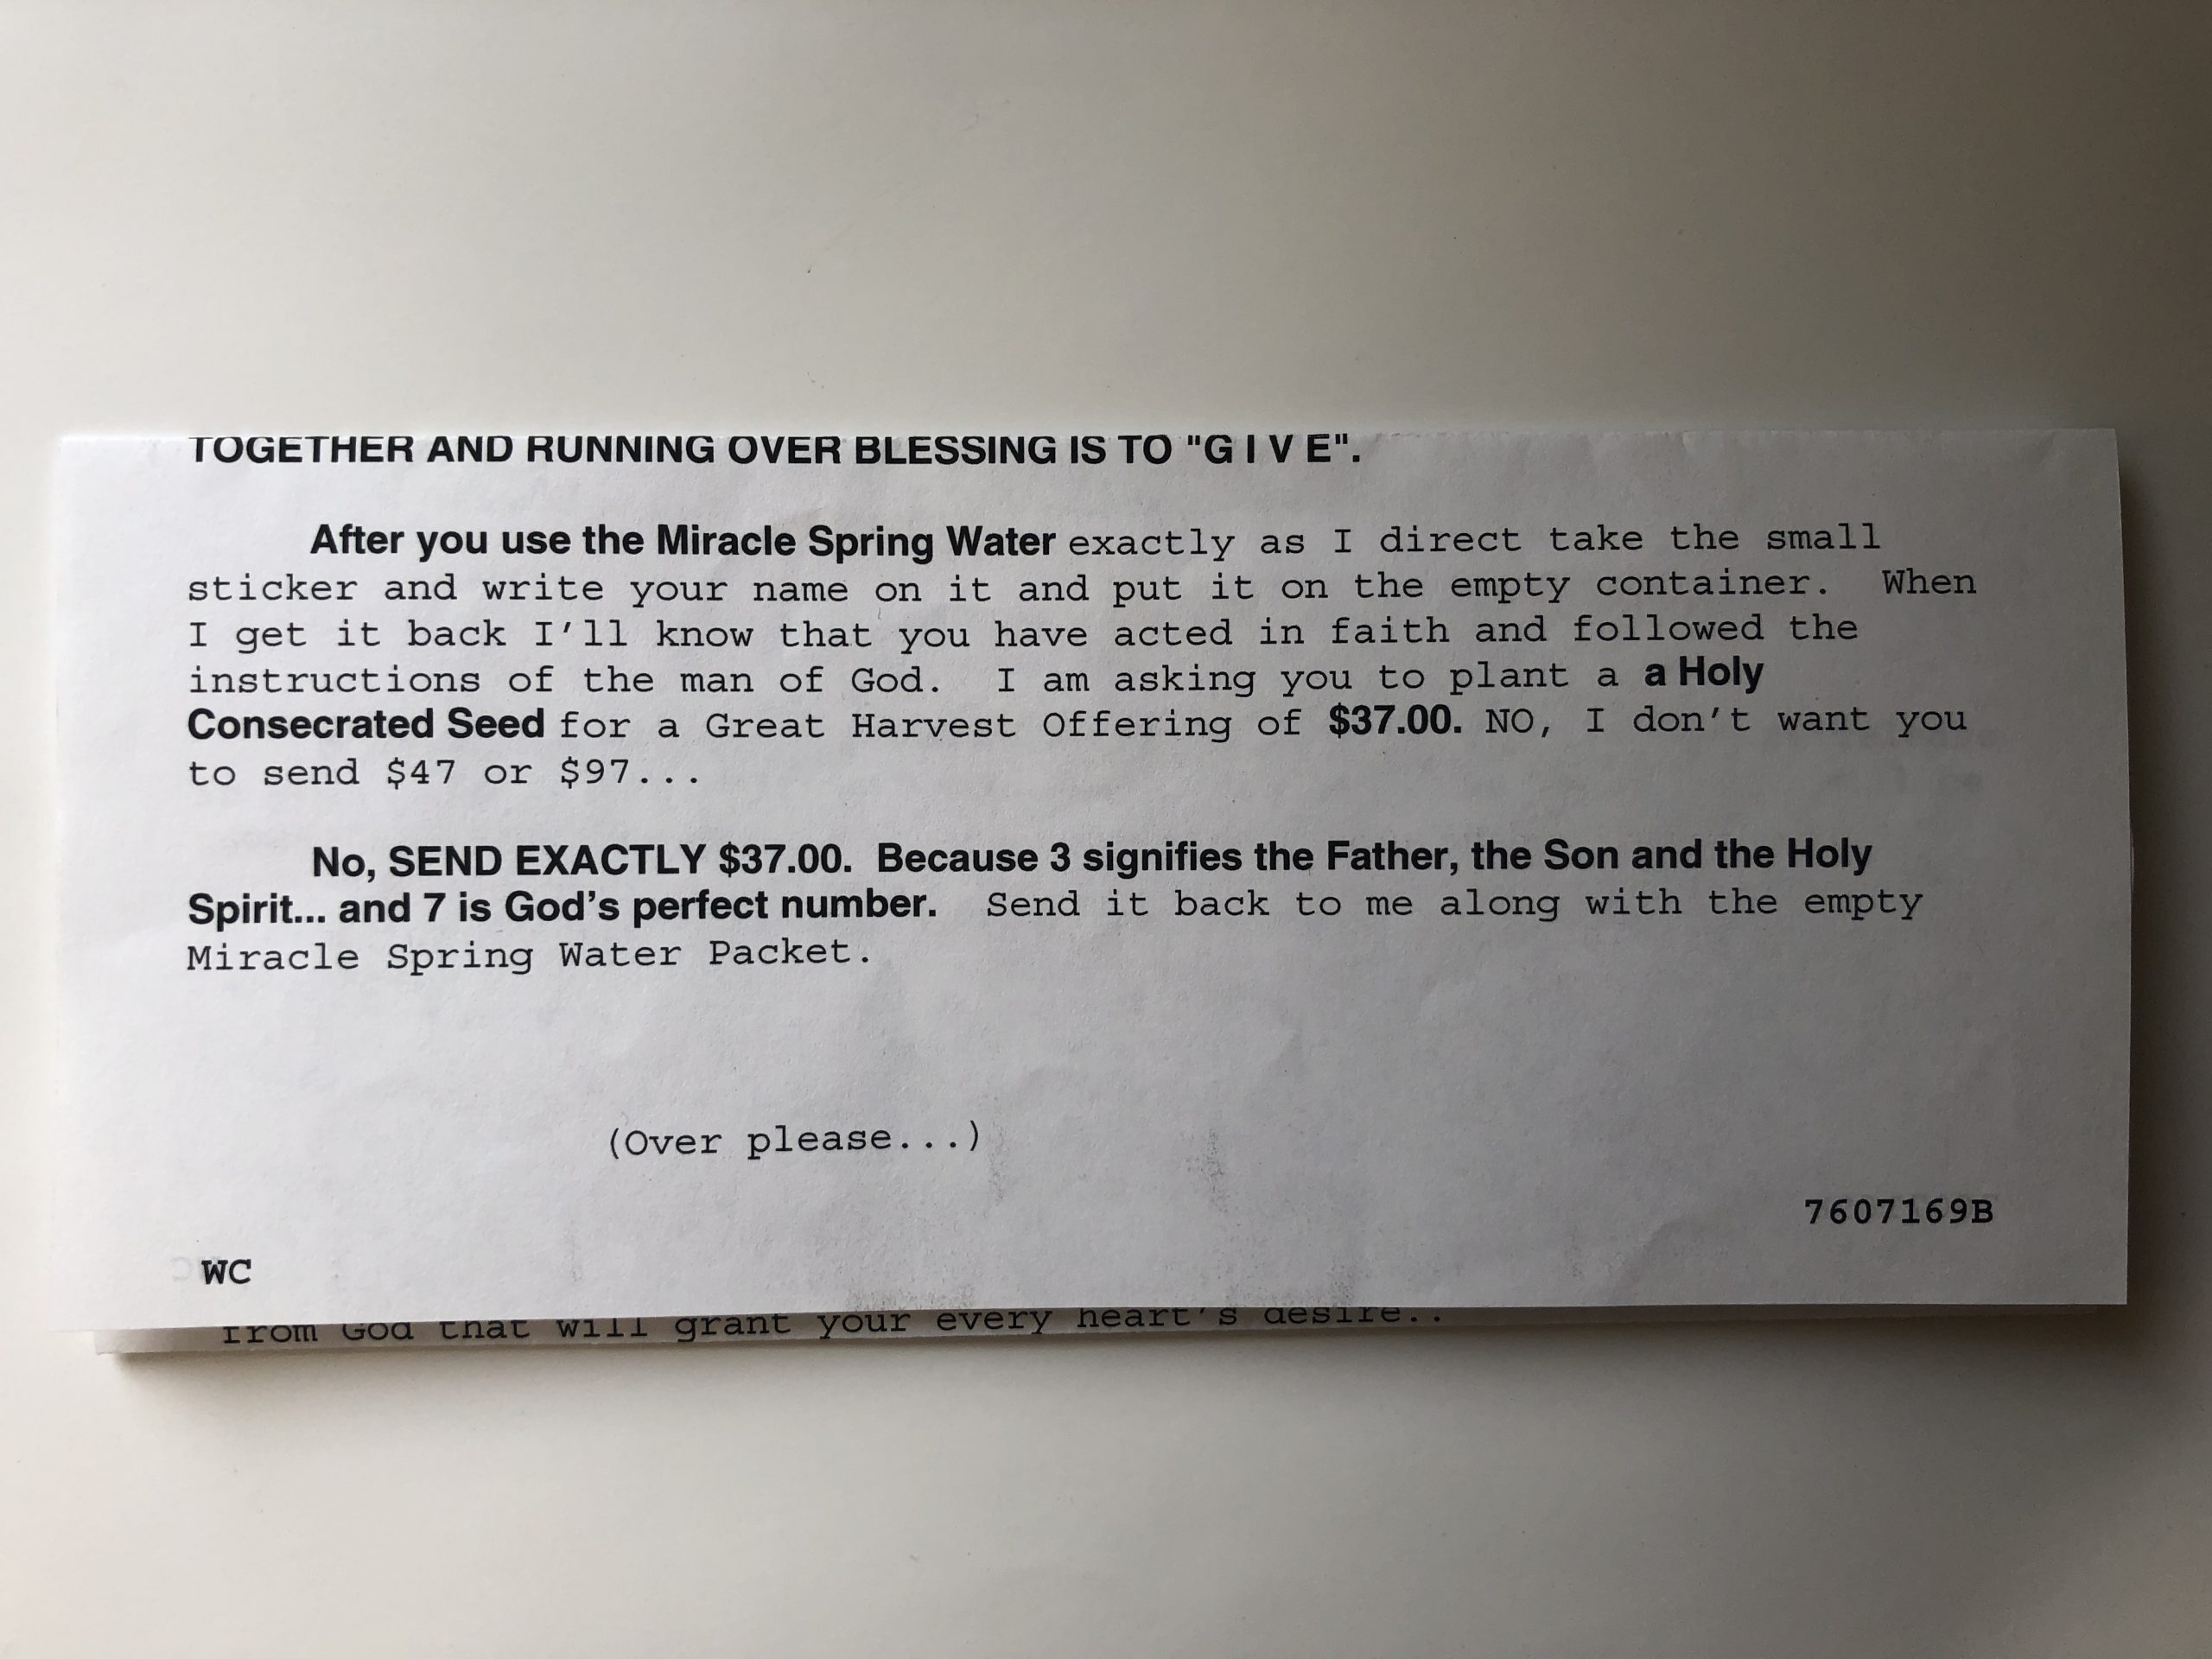 TOGETHER AND RUNNING OVER BLESSING IS TO "G I V E".
After you use the Miracle Spring Water exactly as I direct take the small
sticker and write your name on it and put it on the empty container. When
I get it back I'll know that you have acted in faith and followed the
instructions of the man of God. I am asking you to plant a a Holy
Consecrated Seed for a Great Harvest Offering of $37.00. NO, I don't want you
to send $47 or $97...
No, SEND EXACTLY $37.00. Because 3 signifies the Father, the Son and the Holy
Spirit... and 7 is God's perfect number. Send it back to me along with the empty
Miracle Spring Water Packet.
(Over please...)
7607169B
WC
from God that will grant your every heart's desire..